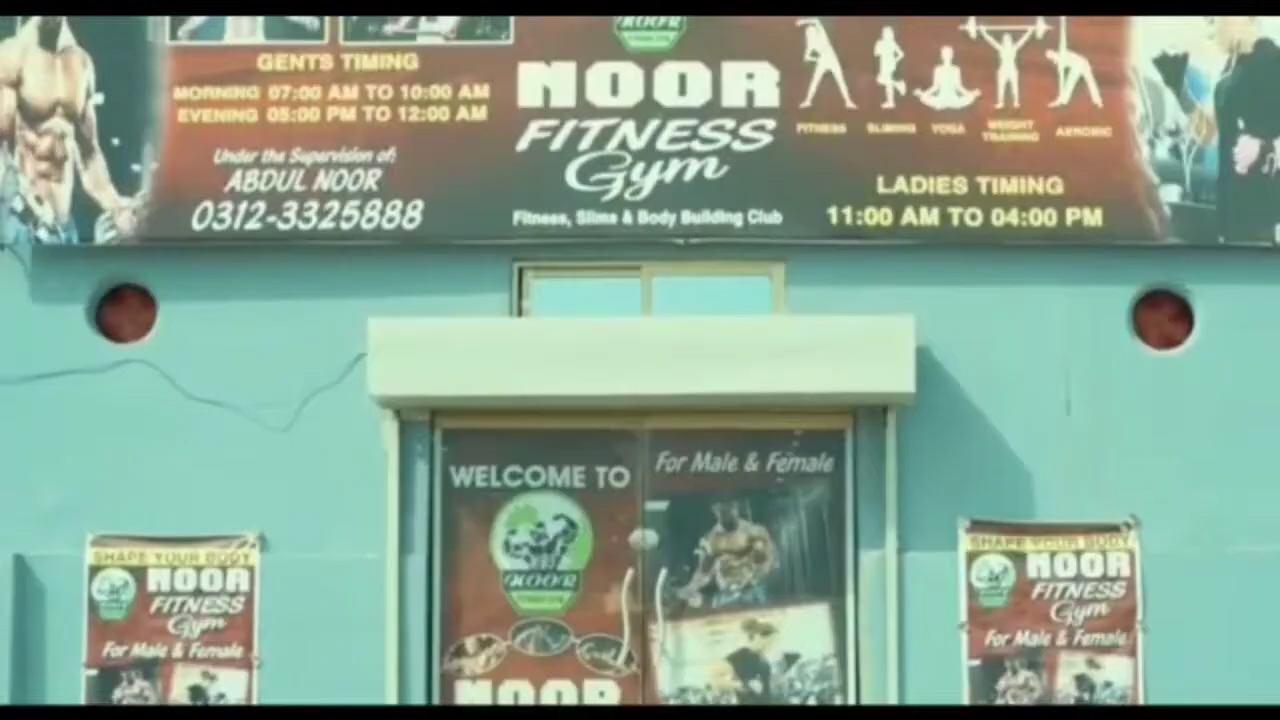 GENTS TIMING
MORNING 07:00 AM TO 10:00 AM
EVENING 05:00 PM TO 12:00 AM
Under the Supervision of:
ABDUL NOOR
0312-3325888
NOOR
NOOR
FITNESS
Gym
Fitness, Slims & Body Building Club
FITNESS SLIMING YOGA WEIGHT TRAINING AEROBIC
LADIES TIMING
11:00 AM TO 04:00 PM
WELCOME TO
NOOR
NOOR
For Male & Female
SHAPE YOUR BODY
NOOR
FITNESS
Gym
For Male & Female
SHAPE YOUR BODY
NOOR
FITNESS
Gym
For Male & Female